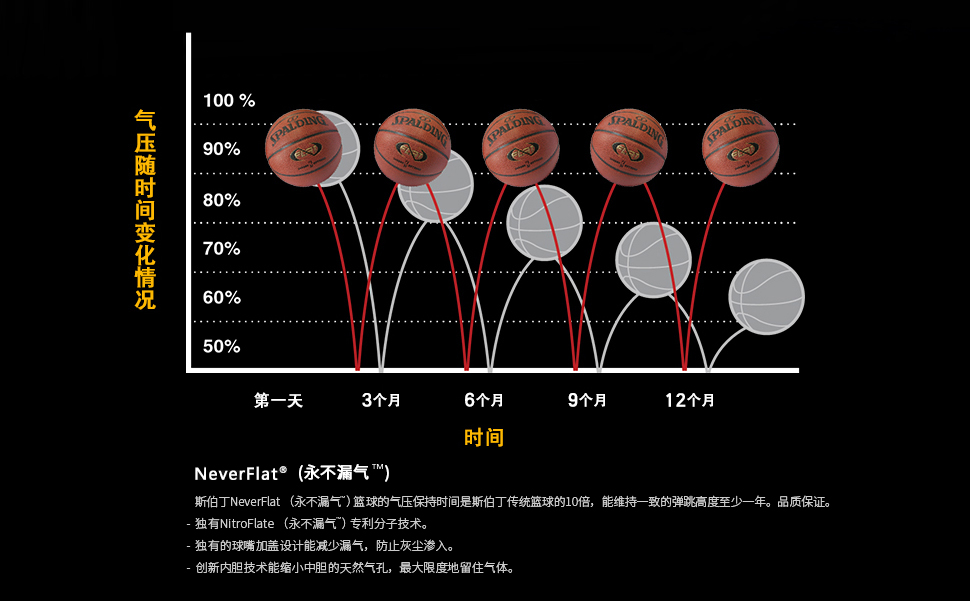 气压随时间变化情况
100 %
90%
80%
70%
60%
50%
SPALDING
SPALDING
SPALDING
SPALDING
SPALDING
第一天
3个月
6个月
9个月
12个月
时间
NeverFlat® (永不漏气™)
斯伯丁NeverFlat （永不漏气™）篮球的气压保持时间是斯伯丁传统篮球的10倍，能维持一致的弹跳高度至少一年。品质保证。
- 独有NitroFlate （永不漏气™）专利分子技术。
- 独有的球嘴加盖设计能减少漏气，防止灰尘渗入。
- 创新内胆技术能缩小中胆的天然气孔，最大限度地留住气体。